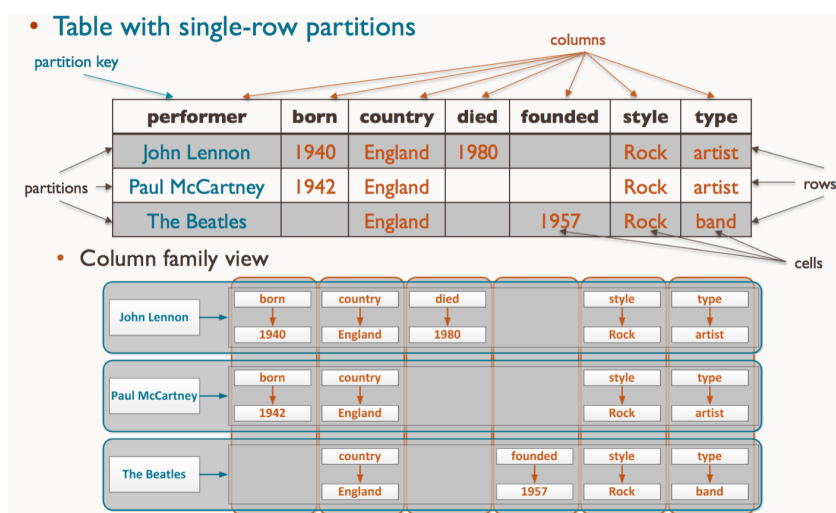 • Table with single-row partitions
columns
partition key
performer born country died founded style type
John Lennon 1940 England 1980 Rock artist
partitions Paul McCartney 1942 England Rock artist rows
The Beatles England 1957 Rock band
cells
• Column family view
born country died style type
John Lennon
1940 England 1980 Rock artist
born country style type
Paul McCartney
1942 England Rock artist
country founded style type
The Beatles
England 1957 Rock band